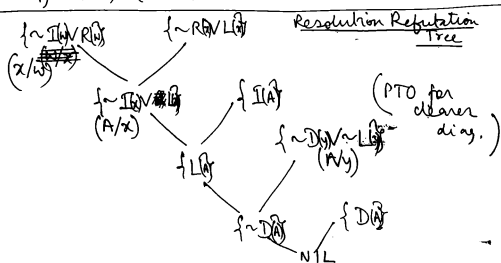 Resolution Refutation
Tree
{~I(w) V R(w)}
{~R(x) V L(x)}
(x/w)
{~I(x) V L(x)}
{I(A)}
(A/x)
(PTO for
clearer
diag.)
{L(A)}
{~D(y) V ~L(y)}
(A/y)
{~D(A)}
{D(A)}
NIL